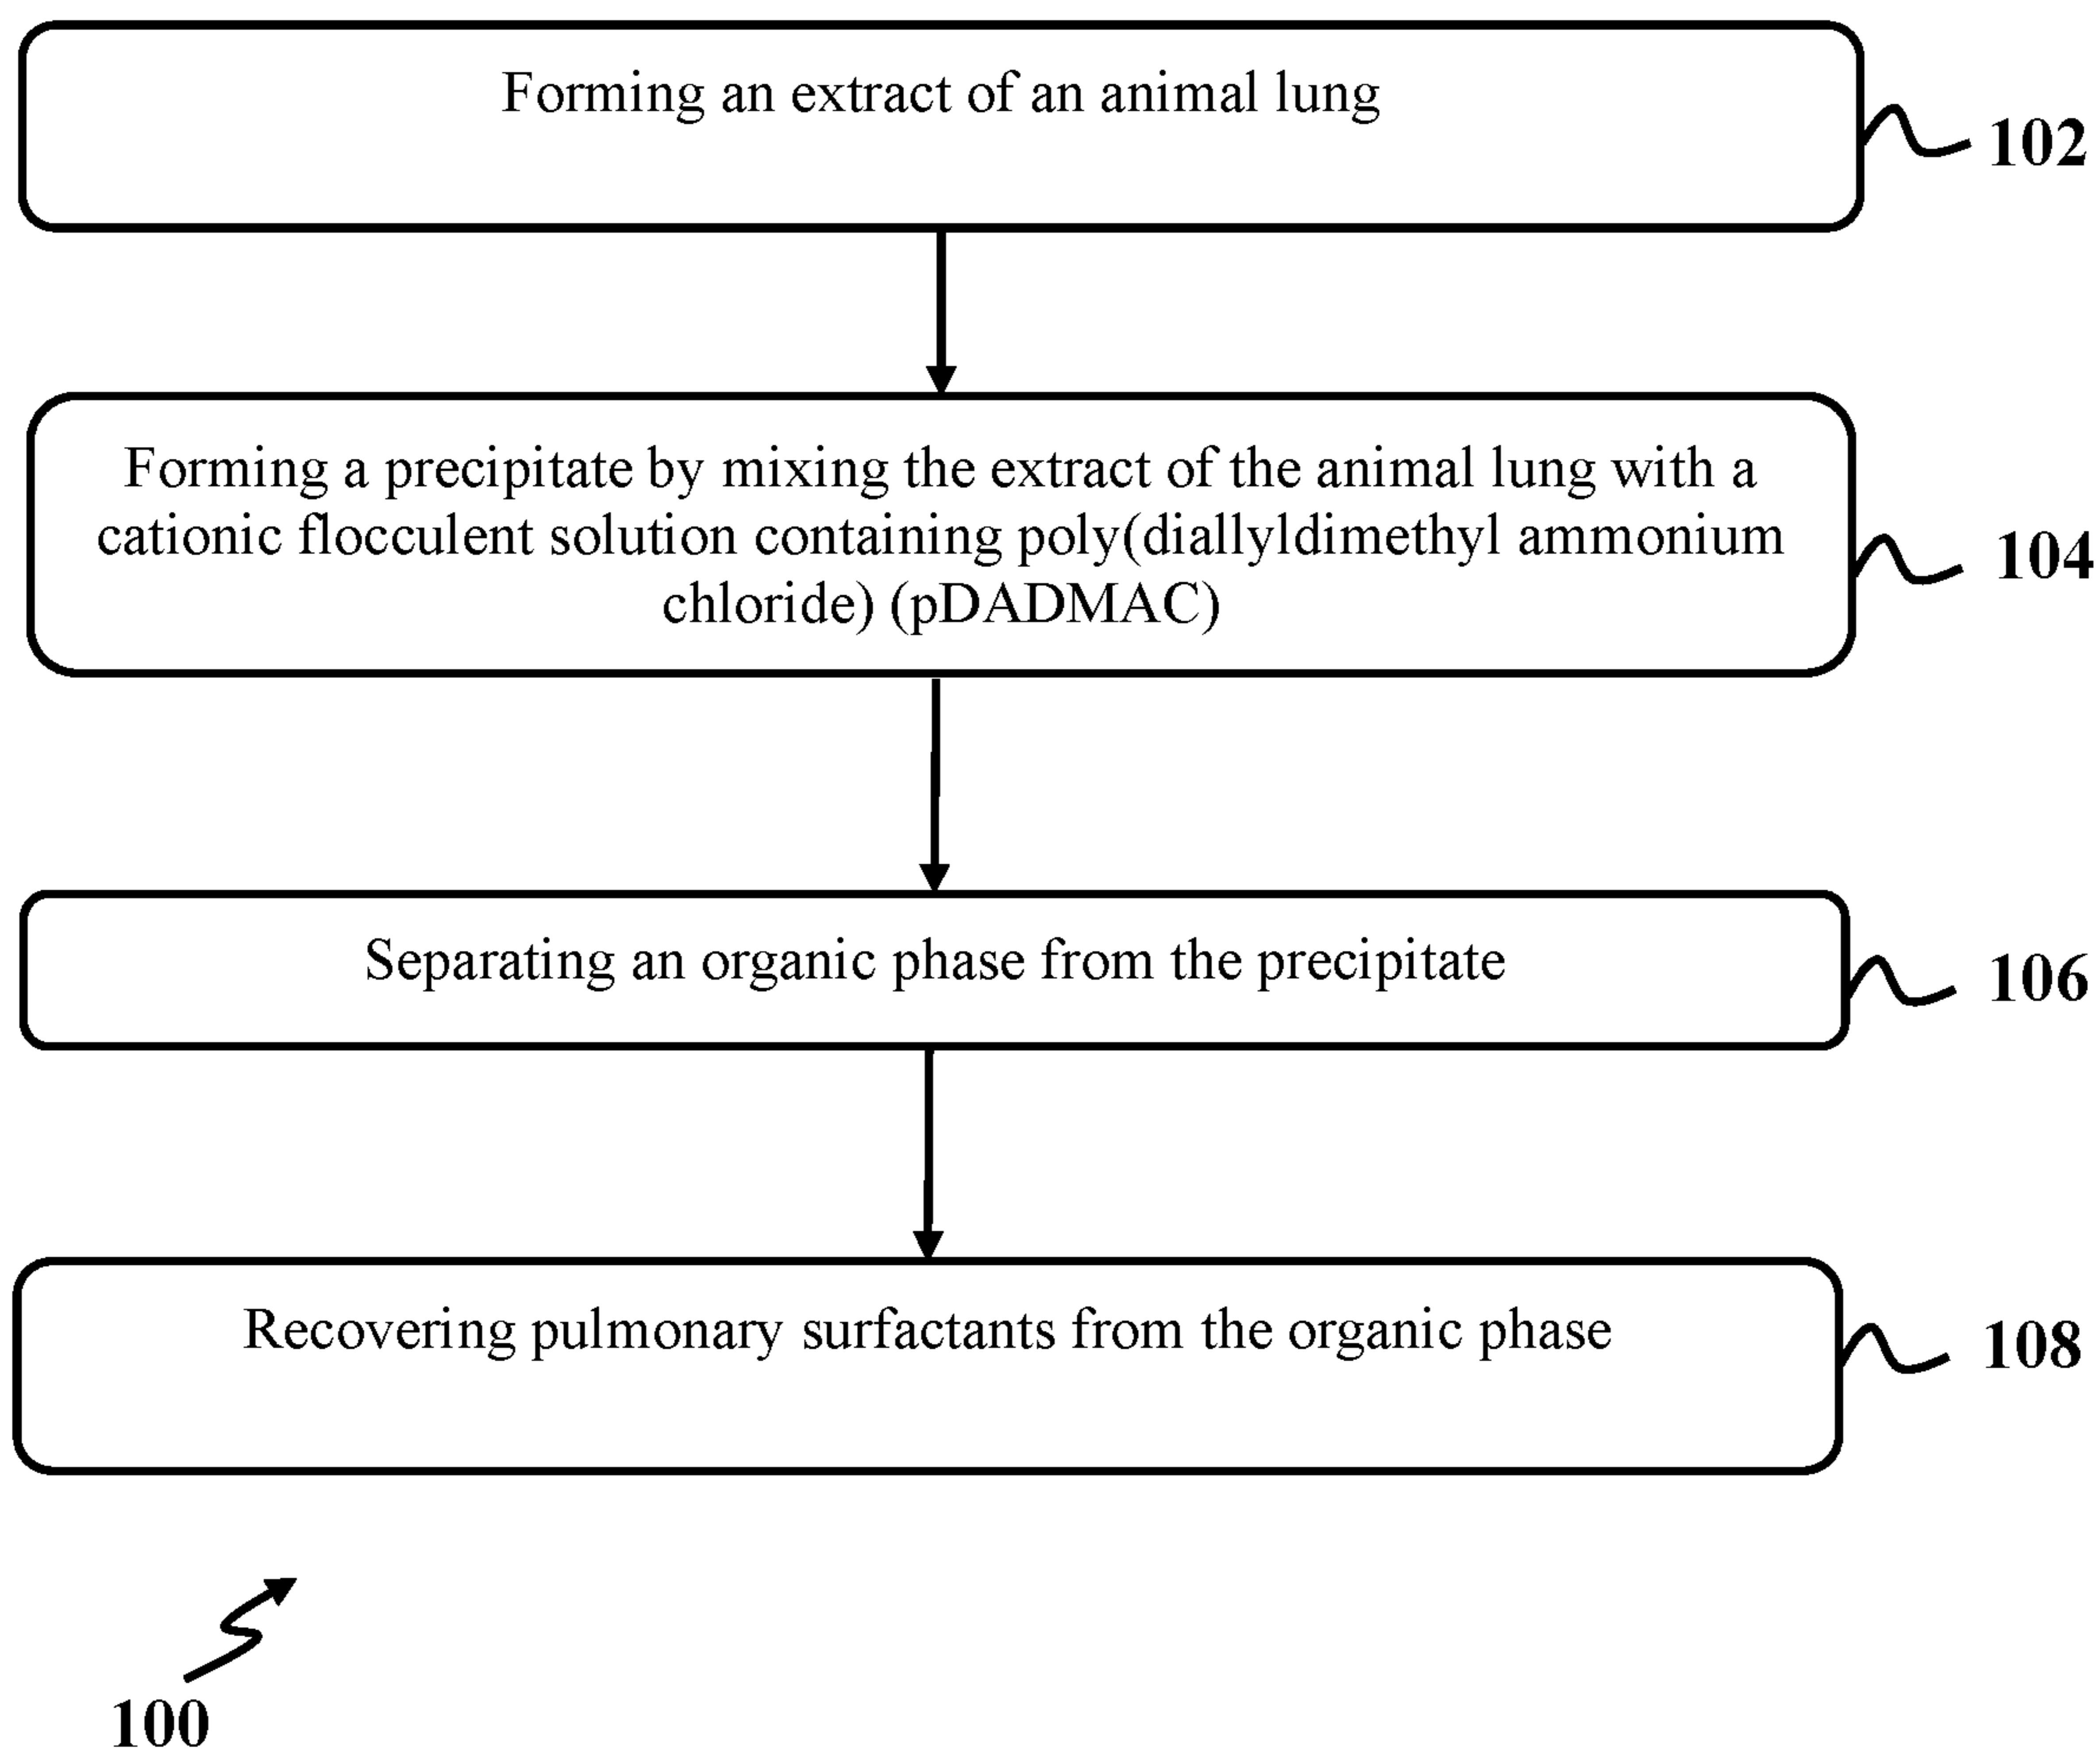 Forming an extract of an animal lung
102
Forming a precipitate by mixing the extract of the animal lung with a
cationic flocculent solution containing poly(diallyldimethyl ammonium
chloride) (pDADMAC)
104
Separating an organic phase from the precipitate
106
Recovering pulmonary surfactants from the organic phase
108
100